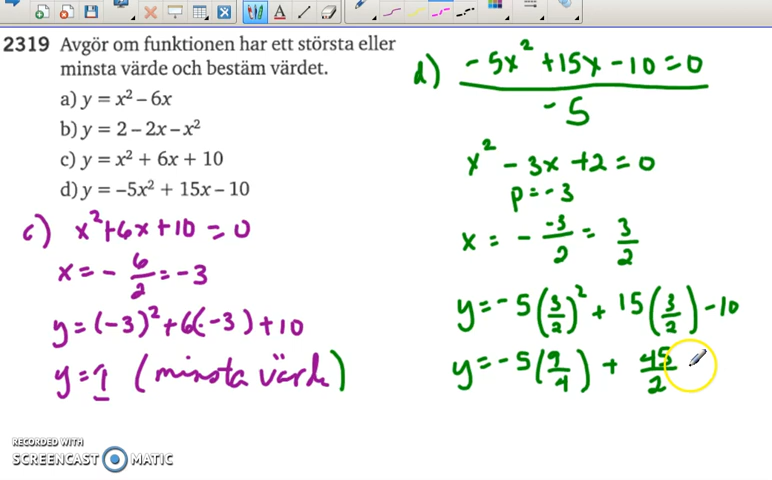 2319 Avgör om funktionen har ett största eller
minsta värde och bestäm värdet.
a) y = x² – 6x
b) y = 2 – 2x – x²
c) y = x² + 6x + 10
d) y = –5x² + 15x – 10
c) x² + 6x + 10 = 0
x = - 6/2 = -3
y = (-3)² + 6(-3) + 10
y = 1 (minsta värde)
d) -5x² + 15x - 10 = 0
-5
x² - 3x + 2 = 0
p = -3
x = - -3/2 = 3/2
y = -5(3/2)² + 15(3/2) - 10
y = -5(9/4) + 45/2
RECORDED WITH
SCREENCAST MATIC